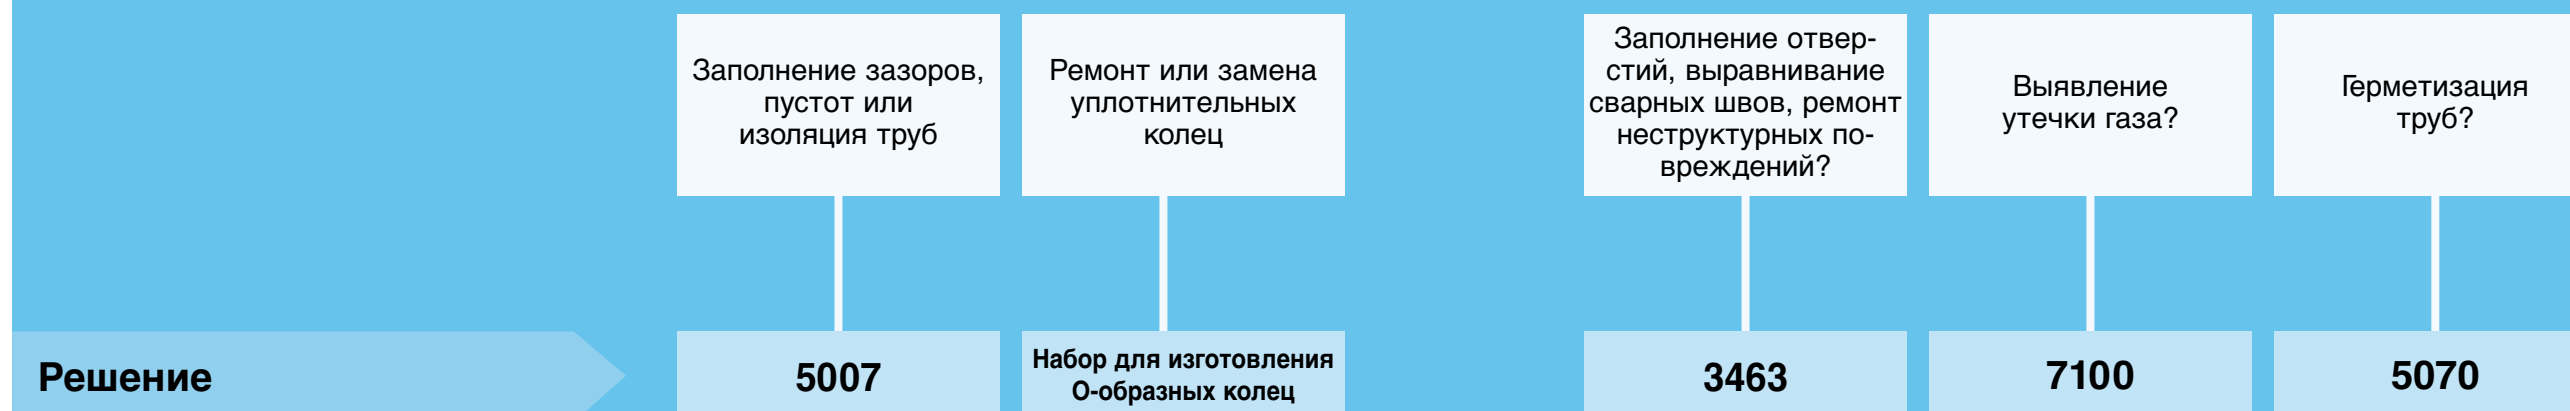 Заполнение зазоров,
пустот или
изоляция труб
Ремонт или замена
уплотнительных
колец
Заполнение отвер-
стий, выравнивание
сварных швов, ремонт
неструктурных по-
вреждений?
Выявление
утечки газа?
Герметизация
труб?
Решение
5007
Набор для изготовления
О-образных колец
3463
7100
5070